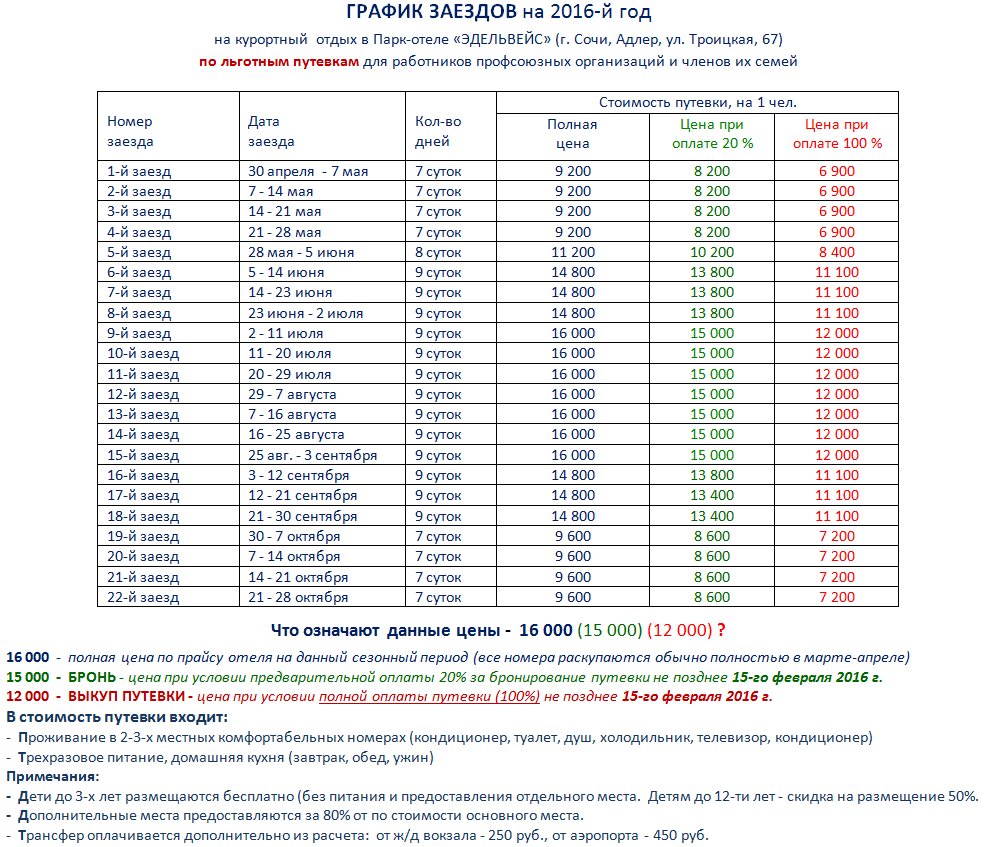 ГРАФИК ЗАЕЗДОВ на 2016-й год
на курортный отдых в Парк-отеле «ЭДЕЛЬВЕЙС» (г. Сочи, Адлер, ул. Троицкая, 67)
по льготным путевкам для работников профсоюзных организаций и членов их семей
Номер заезда Дата заезда Кол-во дней Стоимость путевки, на 1 чел.
Полная цена Цена при оплате 20 % Цена при оплате 100 %
1-й заезд 30 апреля - 7 мая 7 суток 9 200 8 200 6 900
2-й заезд 7 - 14 мая 7 суток 9 200 8 200 6 900
3-й заезд 14 - 21 мая 7 суток 9 200 8 200 6 900
4-й заезд 21 - 28 мая 7 суток 9 200 8 200 6 900
5-й заезд 28 мая - 5 июня 8 суток 11 200 10 200 8 400
6-й заезд 5 - 14 июня 9 суток 14 800 13 800 11 100
7-й заезд 14 - 23 июня 9 суток 14 800 13 800 11 100
8-й заезд 23 июня - 2 июля 9 суток 14 800 13 800 11 100
9-й заезд 2 - 11 июля 9 суток 16 000 15 000 12 000
10-й заезд 11 - 20 июля 9 суток 16 000 15 000 12 000
11-й заезд 20 - 29 июля 9 суток 16 000 15 000 12 000
12-й заезд 29 - 7 августа 9 суток 16 000 15 000 12 000
13-й заезд 7 - 16 августа 9 суток 16 000 15 000 12 000
14-й заезд 16 - 25 августа 9 суток 16 000 15 000 12 000
15-й заезд 25 авг. - 3 сентября 9 суток 16 000 15 000 12 000
16-й заезд 3 - 12 сентября 9 суток 14 800 13 800 11 100
17-й заезд 12 - 21 сентября 9 суток 14 800 13 400 11 100
18-й заезд 21 - 30 сентября 9 суток 14 800 13 400 11 100
19-й заезд 30 - 7 октября 7 суток 9 600 8 600 7 200
20-й заезд 7 - 14 октября 7 суток 9 600 8 600 7 200
21-й заезд 14 - 21 октября 7 суток 9 600 8 600 7 200
22-й заезд 21 - 28 октября 7 суток 9 600 8 600 7 200
Что означают данные цены - 16 000 (15 000) (12 000) ?
16 000 - полная цена по прайсу отеля на данный сезонный период (все номера раскупаются обычно полностью в марте-апреле)
15 000 - БРОНЬ - цена при условии предварительной оплаты 20% за бронирование путевки не позднее 15-го февраля 2016 г.
12 000 - ВЫКУП ПУТЕВКИ - цена при условии полной оплаты путевки (100%) не позднее 15-го февраля 2016 г.
В стоимость путевки входит:
- Проживание в 2-3-х местных комфортабельных номерах (кондиционер, туалет, душ, холодильник, телевизор, кондиционер)
- Трехразовое питание, домашняя кухня (завтрак, обед, ужин)
Примечания:
- Дети до 3-х лет размещаются бесплатно (без питания и предоставления отдельного места. Детям до 12-ти лет - скидка на размещение 50%.
- Дополнительные места предоставляются за 80% от по стоимости основного места.
- Трансфер оплачивается дополнительно из расчета: от ж/д вокзала - 250 руб., от аэропорта - 450 руб.